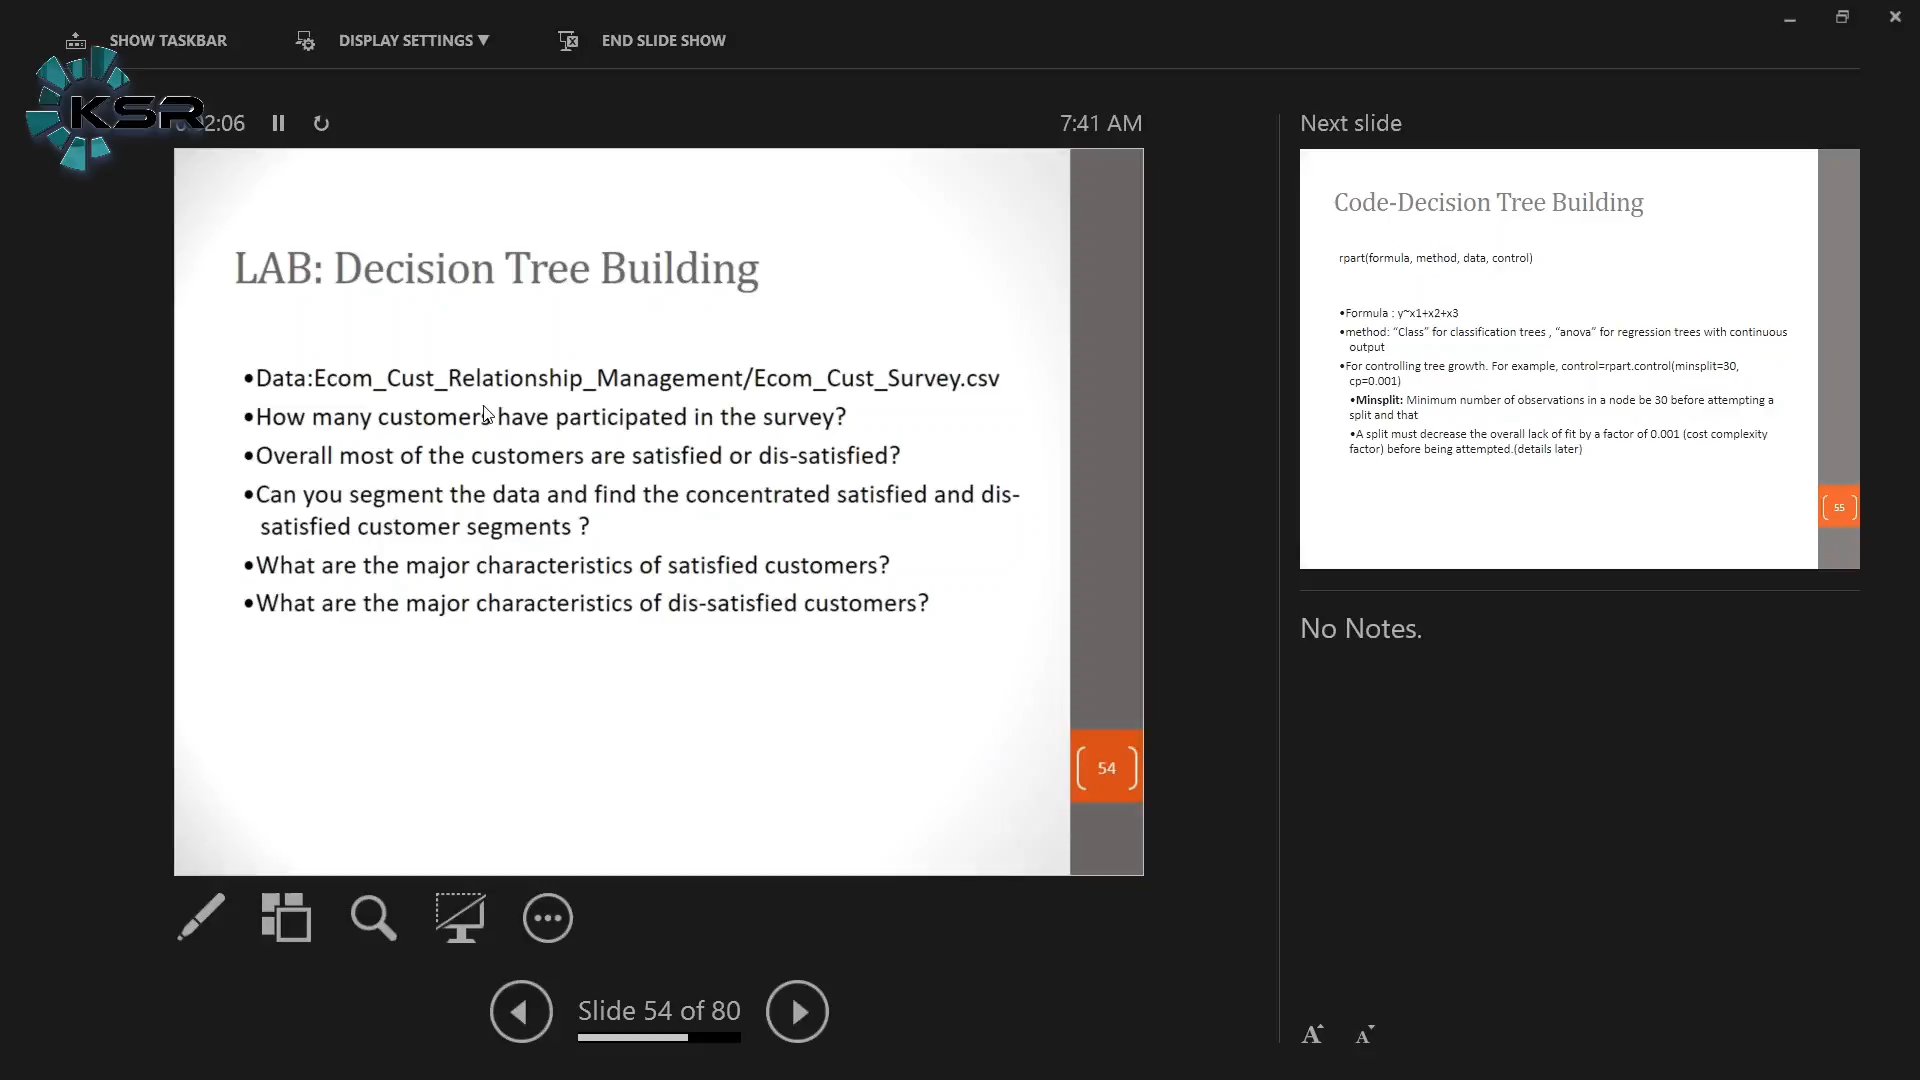 SHOW TASKBAR
DISPLAY SETTINGS ▼
END SLIDE SHOW
KSR
2:06
7:41 AM
LAB: Decision Tree Building
•Data:Ecom_Cust_Relationship_Management/Ecom_Cust_Survey.csv
•How many customers have participated in the survey?
•Overall most of the customers are satisfied or dis-satisfied?
•Can you segment the data and find the concentrated satisfied and dis-
satisfied customer segments ?
•What are the major characteristics of satisfied customers?
•What are the major characteristics of dis-satisfied customers?
54
Slide 54 of 80
Next slide
Code-Decision Tree Building
rpart(formula, method, data, control)
•Formula : y~x1+x2+x3
•method: “Class” for classification trees , “anova” for regression trees with continuous
output
•For controlling tree growth. For example, control=rpart.control(minsplit=30,
cp=0.001)
•Minsplit: Minimum number of observations in a node be 30 before attempting a
split and that
•A split must decrease the overall lack of fit by a factor of 0.001 (cost complexity
factor) before being attempted.(details later)
55
No Notes.
A A